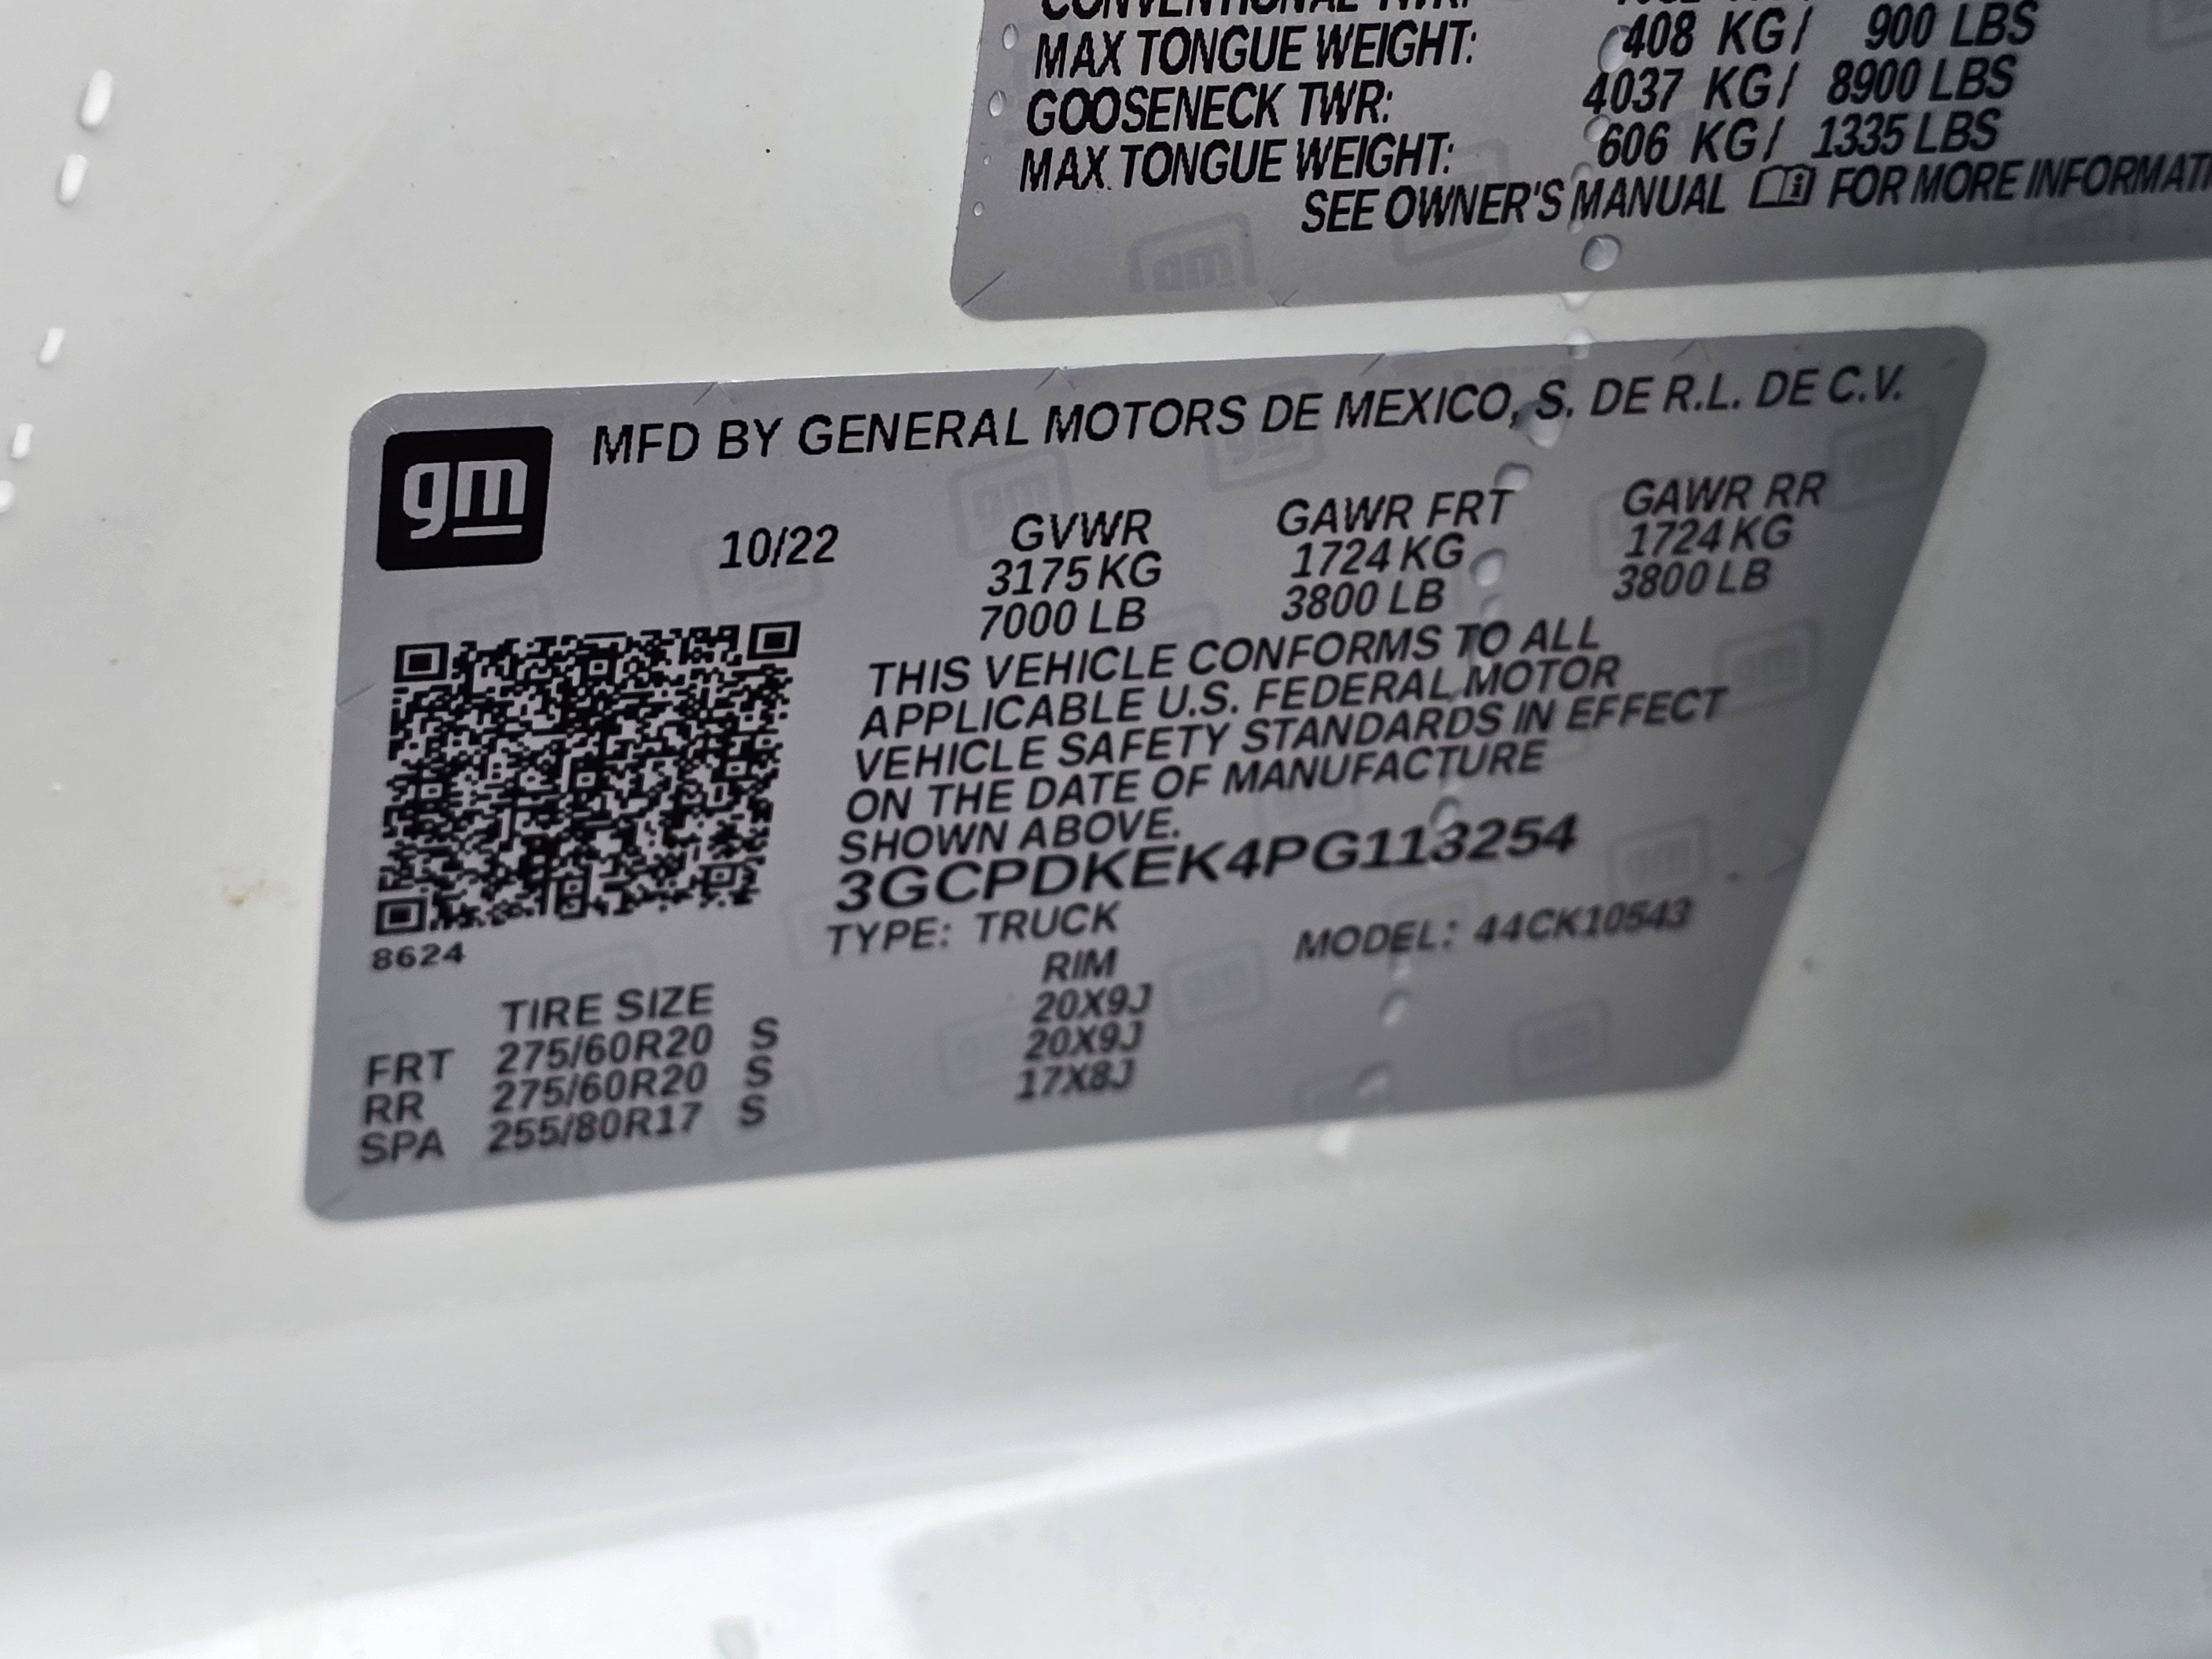 MAX TONGUE WEIGHT: 408 KG / 900 LBS
GOOSENECK TWR: 4037 KG / 8900 LBS
MAX TONGUE WEIGHT: 606 KG / 1335 LBS
SEE OWNER'S MANUAL FOR MORE
gm
MFD BY GENERAL MOTORS DE MEXICO, S. DE R.L. DE C.V.
10/22 GVWR GAWR FRT GAWR RR
3175 KG 1724 KG 1724 KG
7000 LB 3800 LB 3800 LB
THIS VEHICLE CONFORMS TO ALL
APPLICABLE U.S. FEDERAL MOTOR
VEHICLE SAFETY STANDARDS IN EFFECT
ON THE DATE OF MANUFACTURE
SHOWN ABOVE.
3GCPDKEK4PG113254
8624
TYPE: TRUCK MODEL: 44CK10543
TIRE SIZE RIM
FRT 275/60R20 S 20X9J
RR 275/60R20 S 20X9J
SPA 255/80R17 S 17X8J